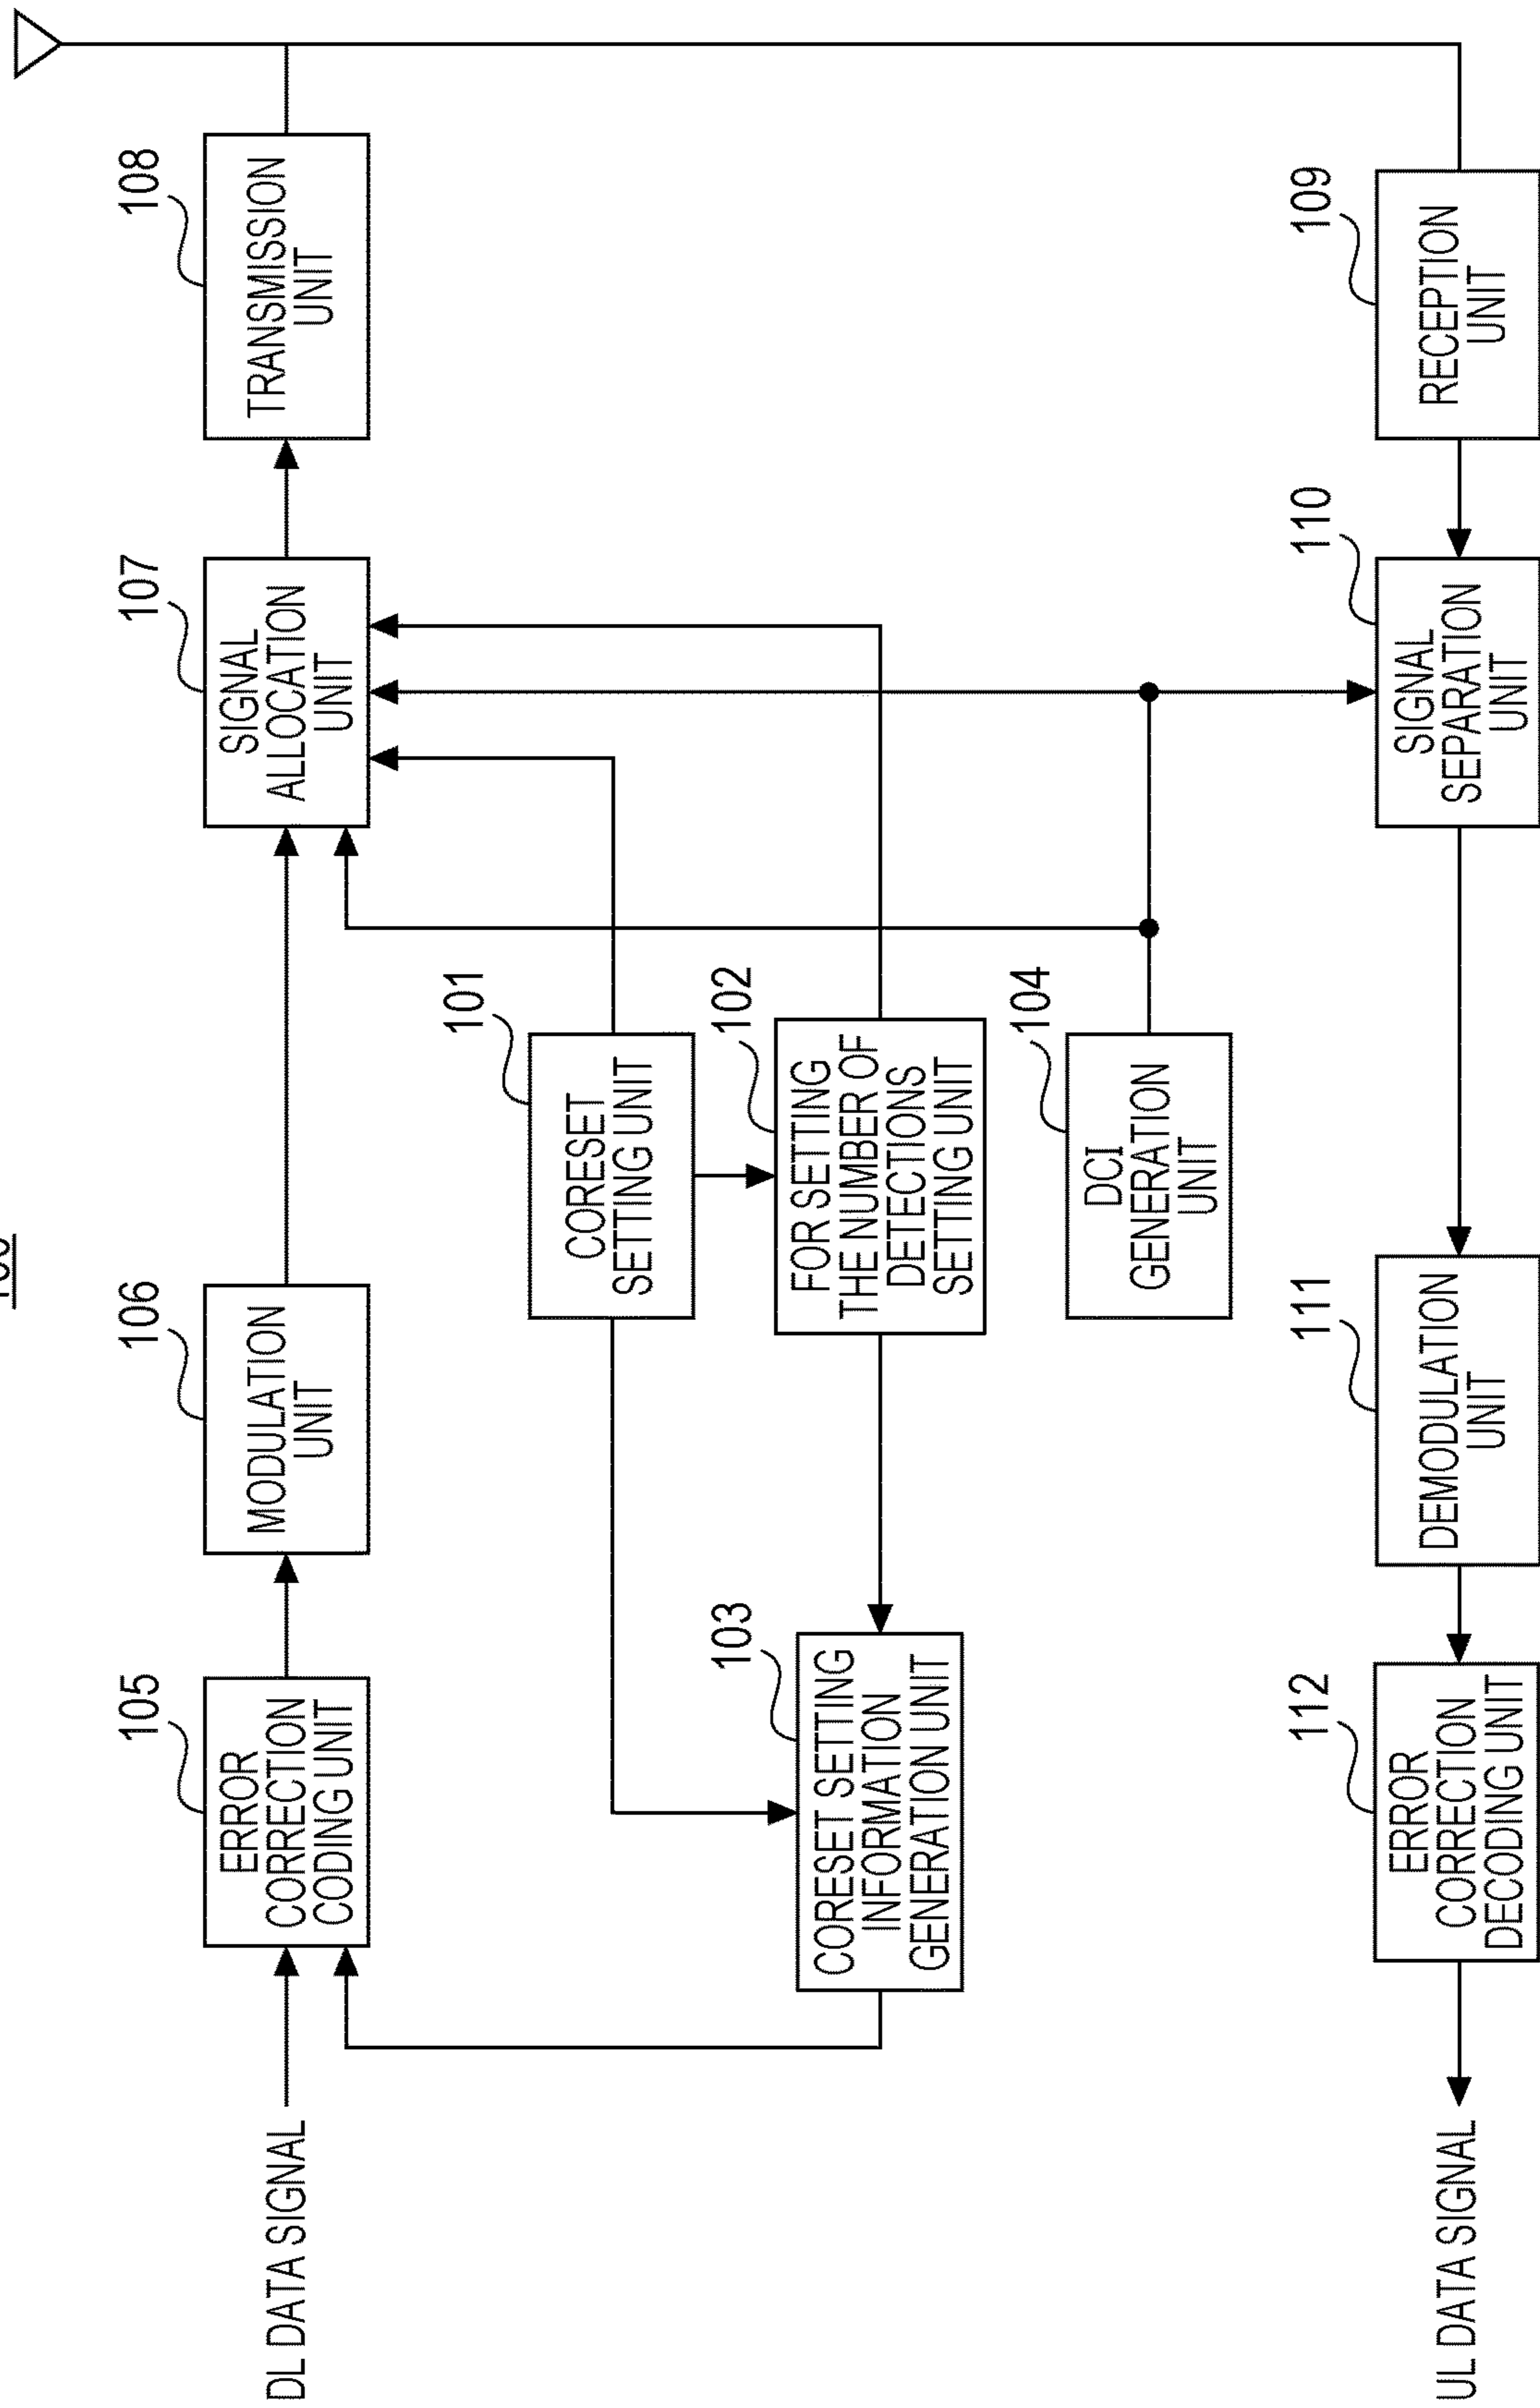 100
DL DATA SIGNAL
105
ERROR
CORRECTION
CODING UNIT
106
MODULATION
UNIT
107
SIGNAL
ALLOCATION
UNIT
108
TRANSMISSION
UNIT
101
CORESET
SETTING UNIT
102
FOR SETTING
THE NUMBER OF
DETECTIONS
SETTING UNIT
103
CORESET SETTING
INFORMATION
GENERATION UNIT
104
DCI
GENERATION
UNIT
UL DATA SIGNAL
112
ERROR
CORRECTION
DECODING UNIT
111
DEMODULATION
UNIT
110
SIGNAL
SEPARATION
UNIT
109
RECEPTION
UNIT